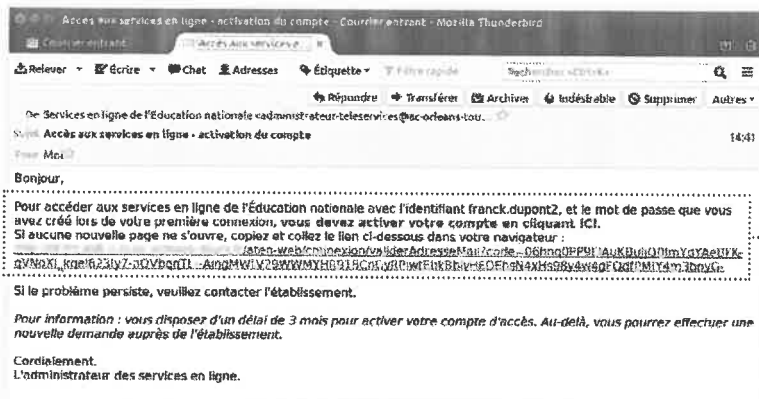 Accès aux services en ligne - activation du compte - Courrier entrant - Mozilla Thunderbird
Courrier entrant
Accès aux services e...
Relever Écrire Chat Adresses Étiquette Filtre rapide Rechercher <Ctrl+K>
Répondre Transférer Archiver Indésirable Supprimer Autres
De Services en ligne de l'Éducation nationale <administrateur-teleservices@ac-orleans-tou...
Sujet Accès aux services en ligne - activation du compte 14:41
Pour Moi
Bonjour,
Pour accéder aux services en ligne de l'Éducation nationale avec l'identifiant franck.dupont2, et le mot de passe que vous
avez créé lors de votre première connexion, vous devez activer votre compte en cliquant ICI.
Si aucune nouvelle page ne s'ouvre, copiez et collez le lien ci-dessous dans votre navigateur :
Si le problème persiste, veuillez contacter l'établissement.
Pour information : vous disposez d'un délai de 3 mois pour activer votre compte d'accès. Au-delà, vous pourrez effectuer une
nouvelle demande auprès de l'établissement.
Cordialement.
L'administrateur des services en ligne.